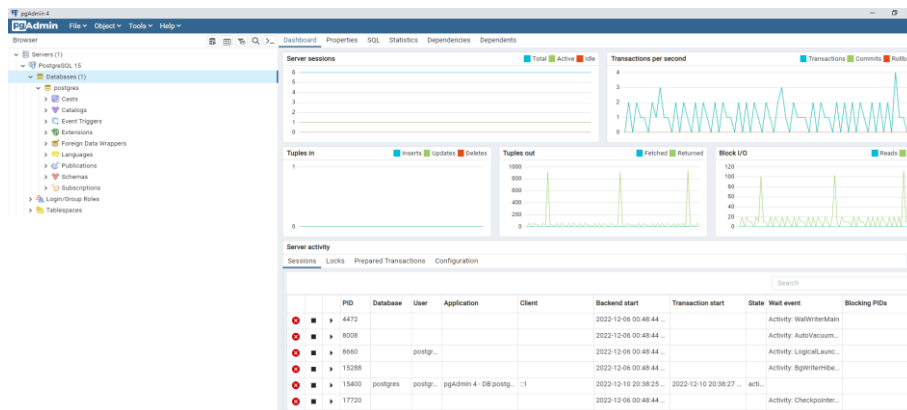 pgAdmin 4
pgAdmin File Object Tools Help
Browser
Dashboard Properties SQL Statistics Dependencies Dependents
Servers (1)
PostgreSQL 15
Databases (1)
postgres
Casts
Catalogs
Event Triggers
Extensions
Foreign Data Wrappers
Languages
Publications
Schemas
Subscriptions
Login/Group Roles
Tablespaces
Server sessions Total Active Idle
6
5
4
3
2
1
0
Transactions per second Transactions Commits Rollb
4
3
2
1
0
Tuples in Inserts Updates Deletes
1
0
Tuples out Fetched Returned
1000
800
600
400
200
0
Block I/O Reads
120
100
80
60
40
20
0
Server activity
Sessions Locks Prepared Transactions Configuration
Search
PID Database User Application Client Backend start Transaction start State Wait event Blocking PIDs
4472 2022-12-06 00:48:44 ... Activity: WalWriterMain
8008 2022-12-06 00:48:44 ... Activity: AutoVacuum...
8660 postgr... 2022-12-06 00:48:44 ... Activity: LogicalLaunc...
15288 2022-12-06 00:48:44 ... Activity: BgWriterHibe...
15400 postgres postgr... pgAdmin 4 - DB:postg... ::1 2022-12-10 20:38:25 ... 2022-12-10 20:38:27 ... acti...
17720 2022-12-06 00:48:44 ... Activity: Checkpointer...